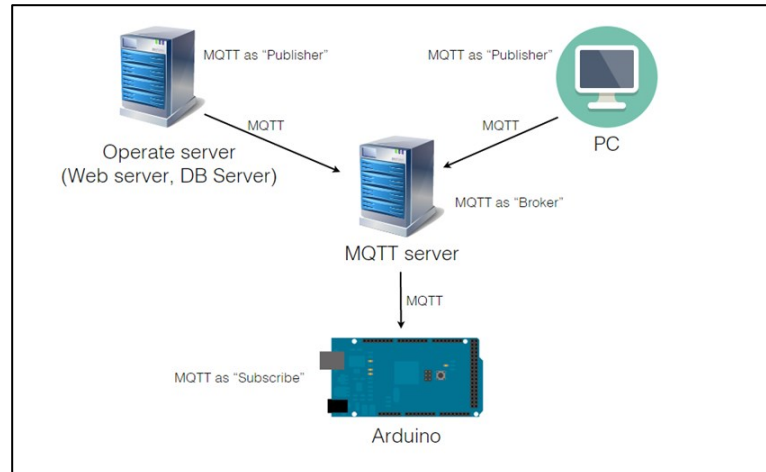 MQTT as “Publisher”
MQTT as “Publisher”
MQTT
MQTT
Operate server
(Web server, DB Server)
PC
MQTT as “Broker”
MQTT server
MQTT
MQTT as “Subscribe”
Arduino